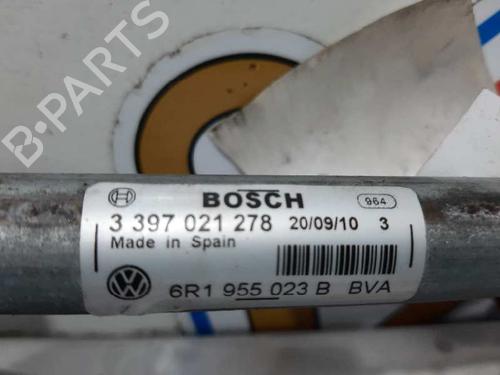 B-PARTS
BOSCH
964
3 397 021 278 20/09/10 3
Made in Spain
6R1 955 023 B BVA